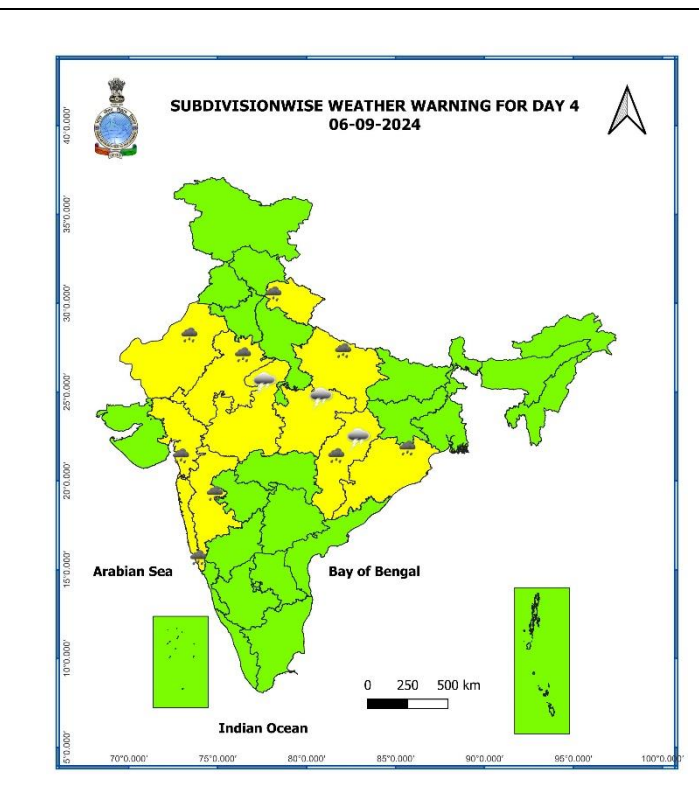 SUBDIVISIONWISE WEATHER WARNING FOR DAY 4
06-09-2024
40°0.000'
35°0.000'
30°0.000'
25°0.000'
20°0.000'
15°0.000'
10°0.000'
5°0.000'
Arabian Sea
Bay of Bengal
0 250 500 km
Indian Ocean
70°0.000' 75°0.000' 80°0.000' 85°0.000' 90°0.000' 95°0.000' 100°0.000'